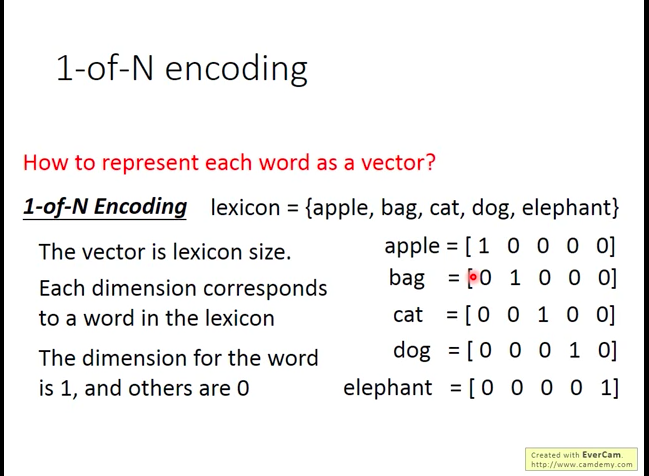 1-of-N encoding
How to represent each word as a vector?
1-of-N Encoding lexicon = {apple, bag, cat, dog, elephant}
The vector is lexicon size.
Each dimension corresponds
to a word in the lexicon
The dimension for the word
is 1, and others are 0
apple = [ 1 0 0 0 0]
bag = [ 0 1 0 0 0]
cat = [ 0 0 1 0 0]
dog = [ 0 0 0 1 0]
elephant = [ 0 0 0 0 1]
Created with EverCam.
http://www.camdemy.com